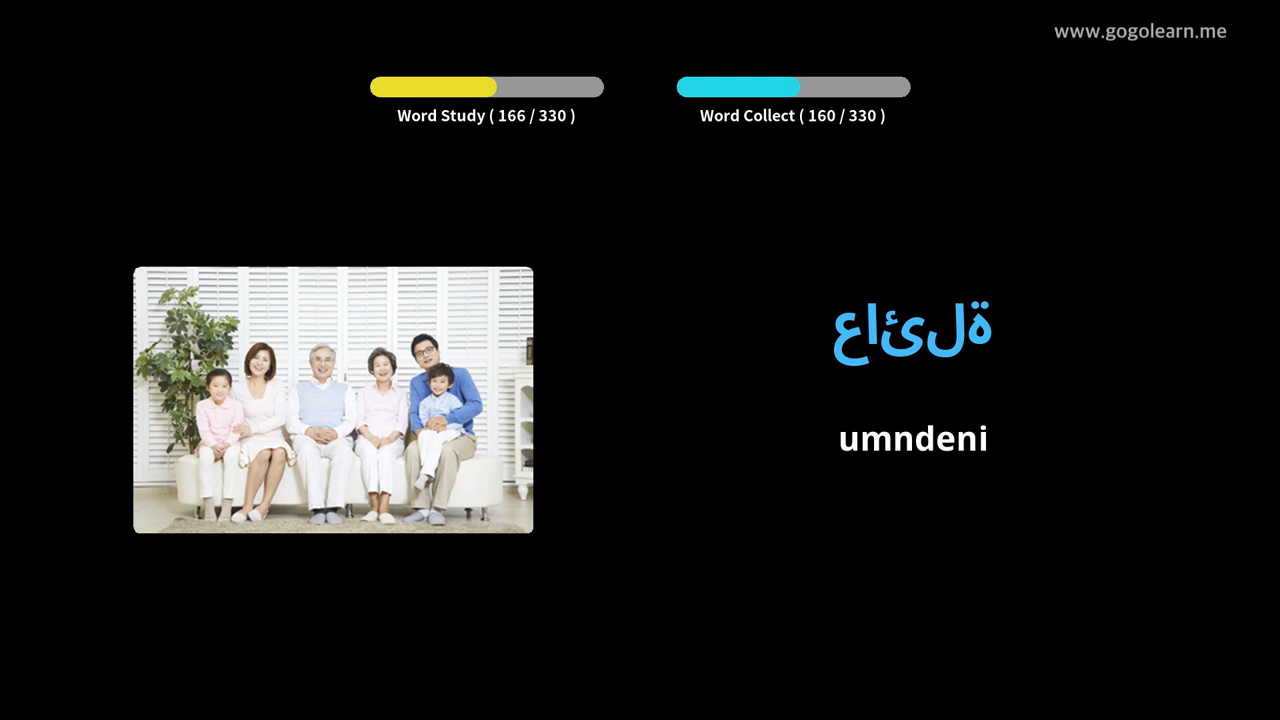 www.gogolearn.me
Word Study ( 166 / 330 )
Word Collect ( 160 / 330 )
عائلة
umndeni